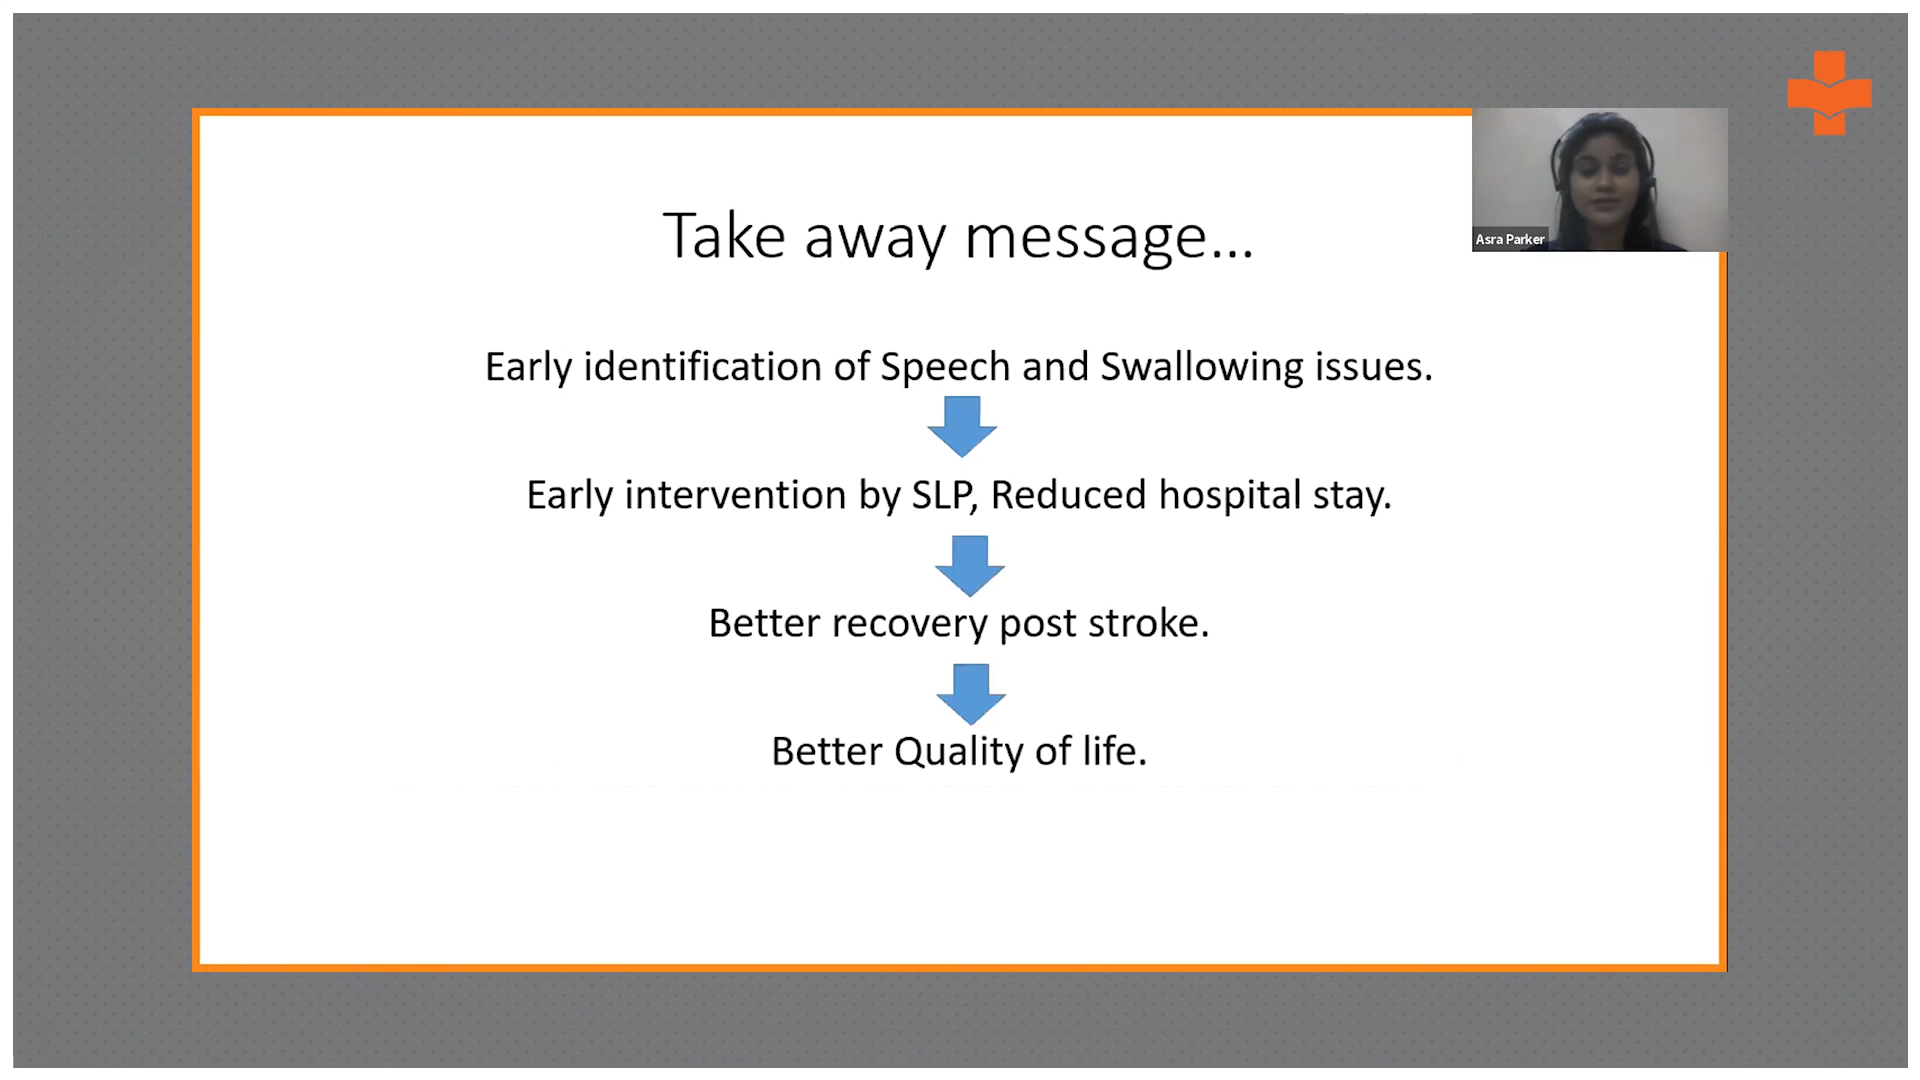 Take away message...
Asra Parker
Early identification of Speech and Swallowing issues.
Early intervention by SLP, Reduced hospital stay.
Better recovery post stroke.
Better Quality of life.